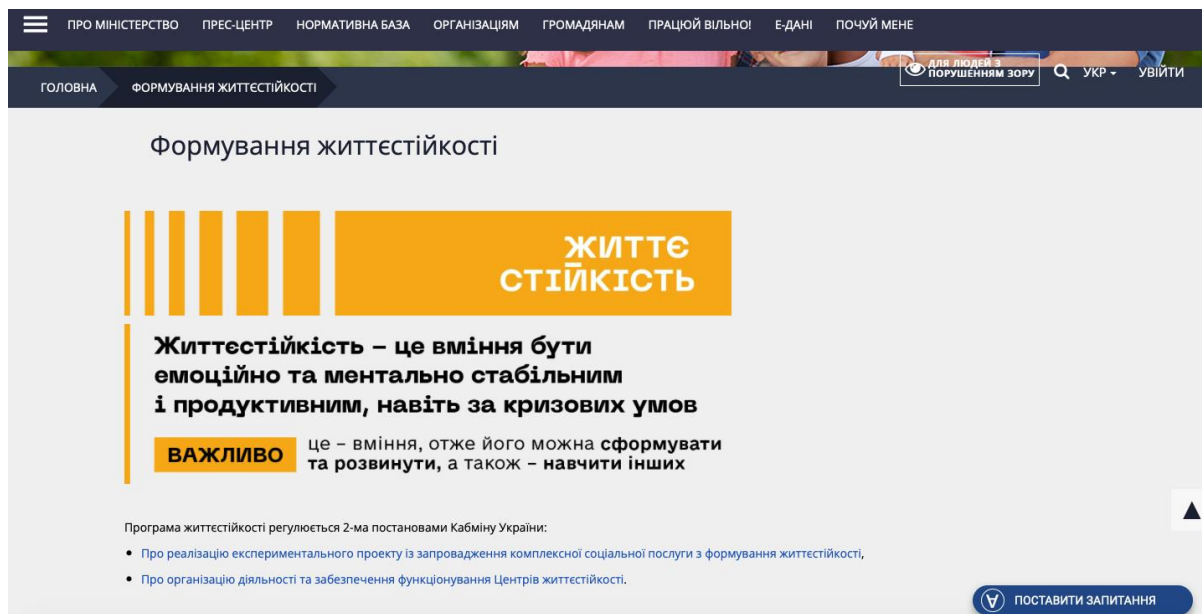 ПРО МІНІСТЕРСТВО ПРЕС-ЦЕНТР НОРМАТИВНА БАЗА ОРГАНІЗАЦІЯМ ГРОМАДЯНАМ ПРАЦЮЙ ВІЛЬНО! Е-ДАНІ ПОЧУЙ МЕНЕ
ДЛЯ ЛЮДЕЙ З
ПОРУШЕННЯМ ЗОРУ
УКР
УВІЙТИ
ГОЛОВНА ФОРМУВАННЯ ЖИТТЄСТІЙКОСТІ
Формування життєстійкості
ЖИТТЄ
СТІЙКІСТЬ
Життєстійкість – це вміння бути
емоційно та ментально стабільним
і продуктивним, навіть за кризових умов
ВАЖЛИВО
це – вміння, отже його можна сформувати
та розвинути, а також – навчити інших
Програма життєстійкості регулюється 2-ма постановами Кабміну України:
• Про реалізацію експериментального проекту із запровадження комплексної соціальної послуги з формування життєстійкості,
• Про організацію діяльності та забезпечення функціонування Центрів життєстійкості.
ПОСТАВИТИ ЗАПИТАННЯ